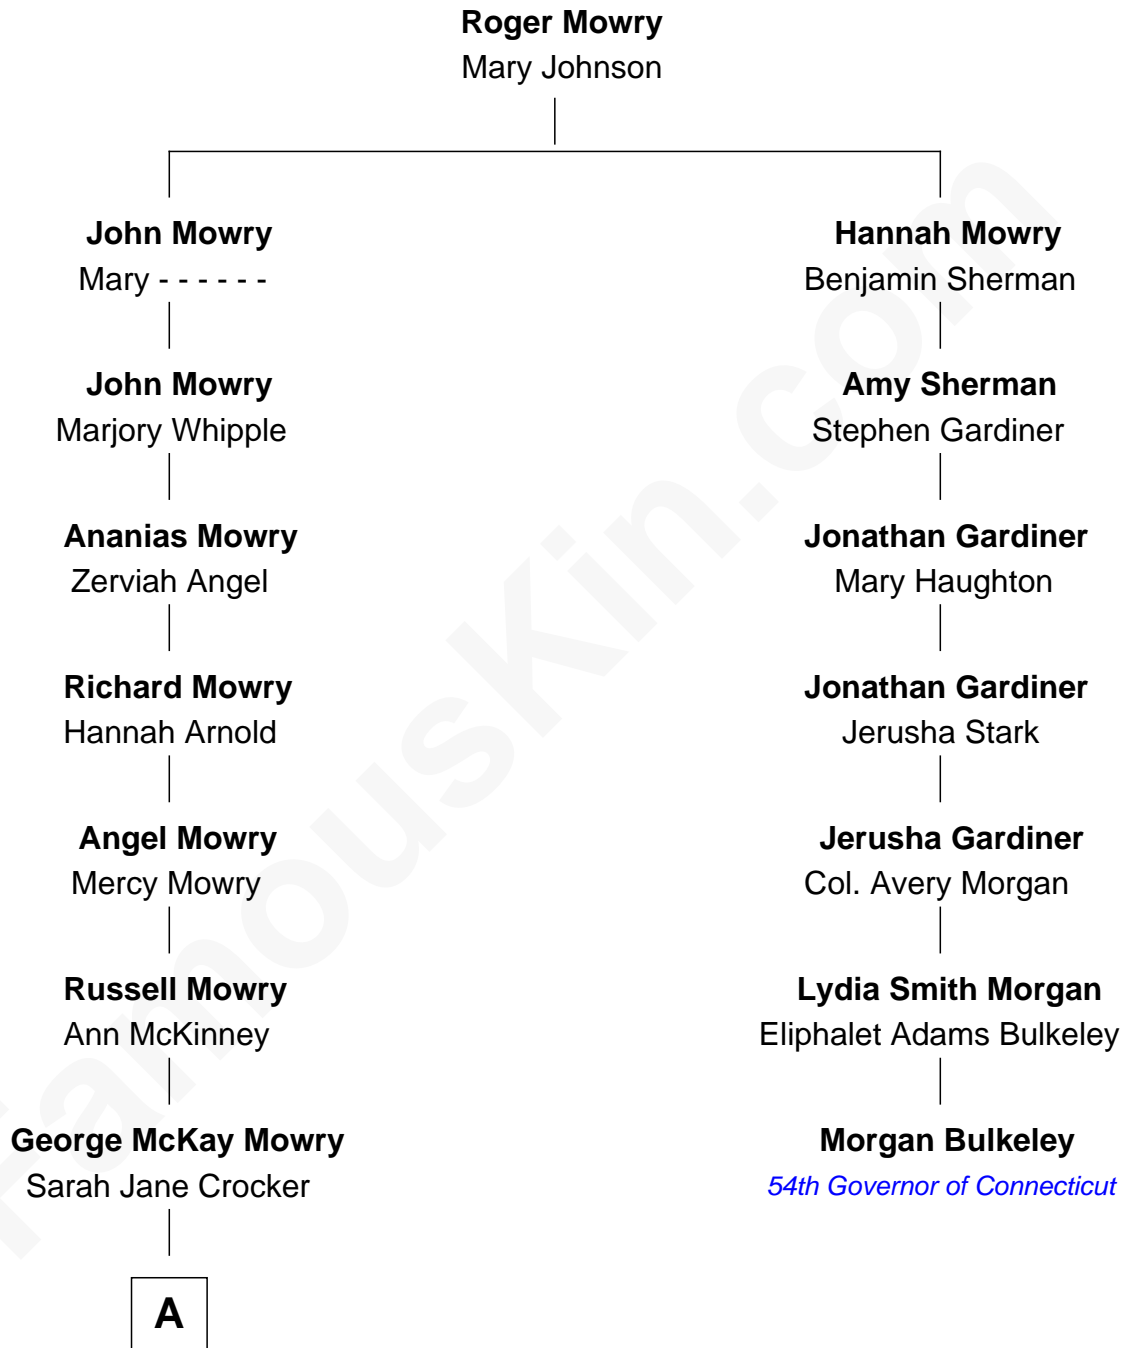 Roger Mowry
Mary Johnson
John Mowry
Mary - - - - - -
Hannah Mowry
Benjamin Sherman
John Mowry
Marjory Whipple
Amy Sherman
Stephen Gardiner
Ananias Mowry
Zerviah Angel
Jonathan Gardiner
Mary Haughton
Richard Mowry
Hannah Arnold
Jonathan Gardiner
Jerusha Stark
Angel Mowry
Mercy Mowry
Jerusha Gardiner
Col. Avery Morgan
Russell Mowry
Ann McKinney
Lydia Smith Morgan
Eliphalet Adams Bulkeley
George McKay Mowry
Sarah Jane Crocker
Morgan Bulkeley
54th Governor of Connecticut
A
FamousKin.com